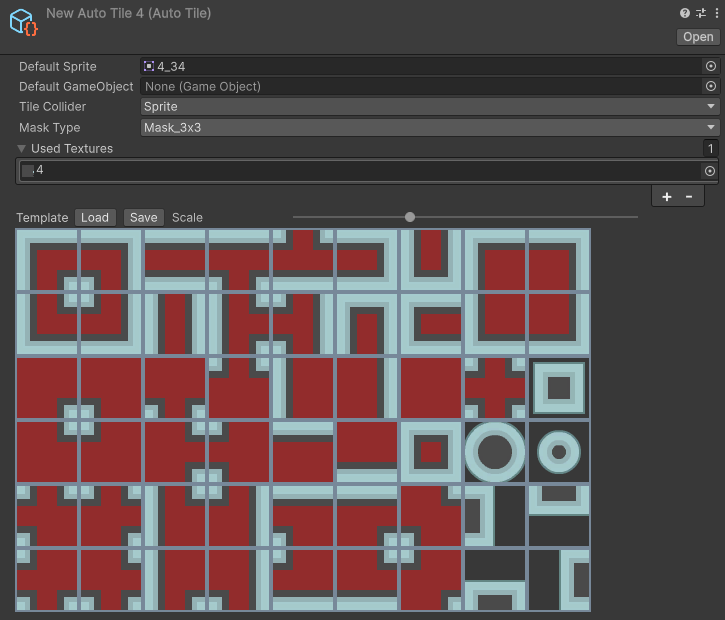 New Auto Tile 4 (Auto Tile)
Open
Default Sprite 4_34
Default GameObject None (Game Object)
Tile Collider Sprite
Mask Type Mask_3x3
Used Textures 1
4
+ -
Template Load Save Scale